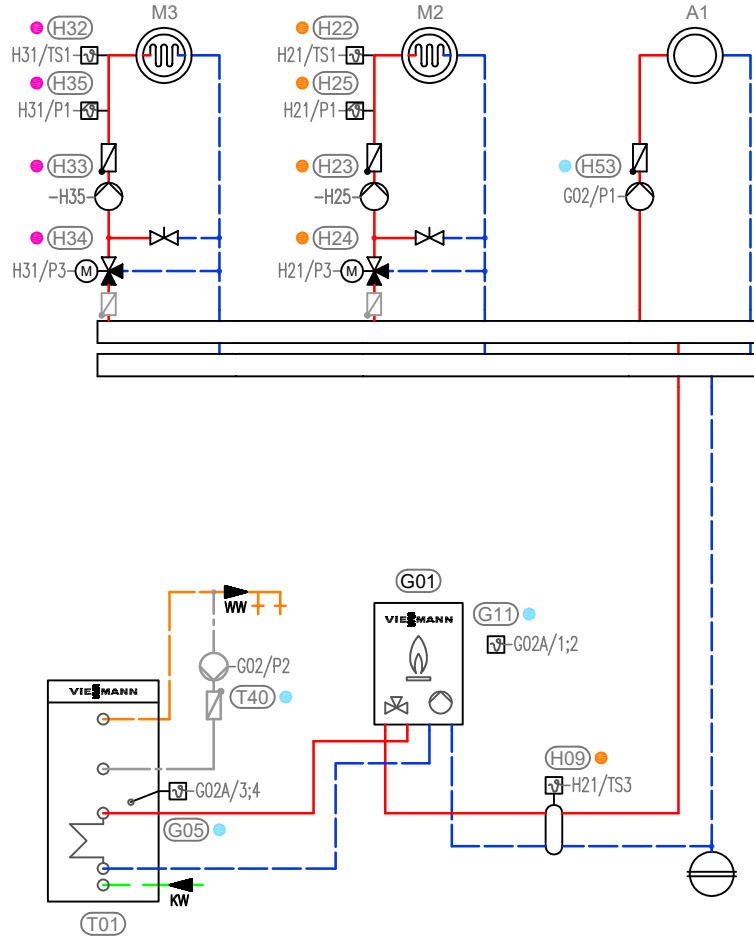 M3
M2
A1
H32
H31/TS1
H35
H31/P1
H33
H35
H34
H31/P3
M
H22
H21/TS1
H25
H21/P1
H23
H25
H24
H21/P3
M
H53
G02/P1
G01
VIESMANN
G11
G02A/1;2
WW
G02/P2
T40
VIESMANN
G02A/3;4
G05
KW
T01
H09
H21/TS3